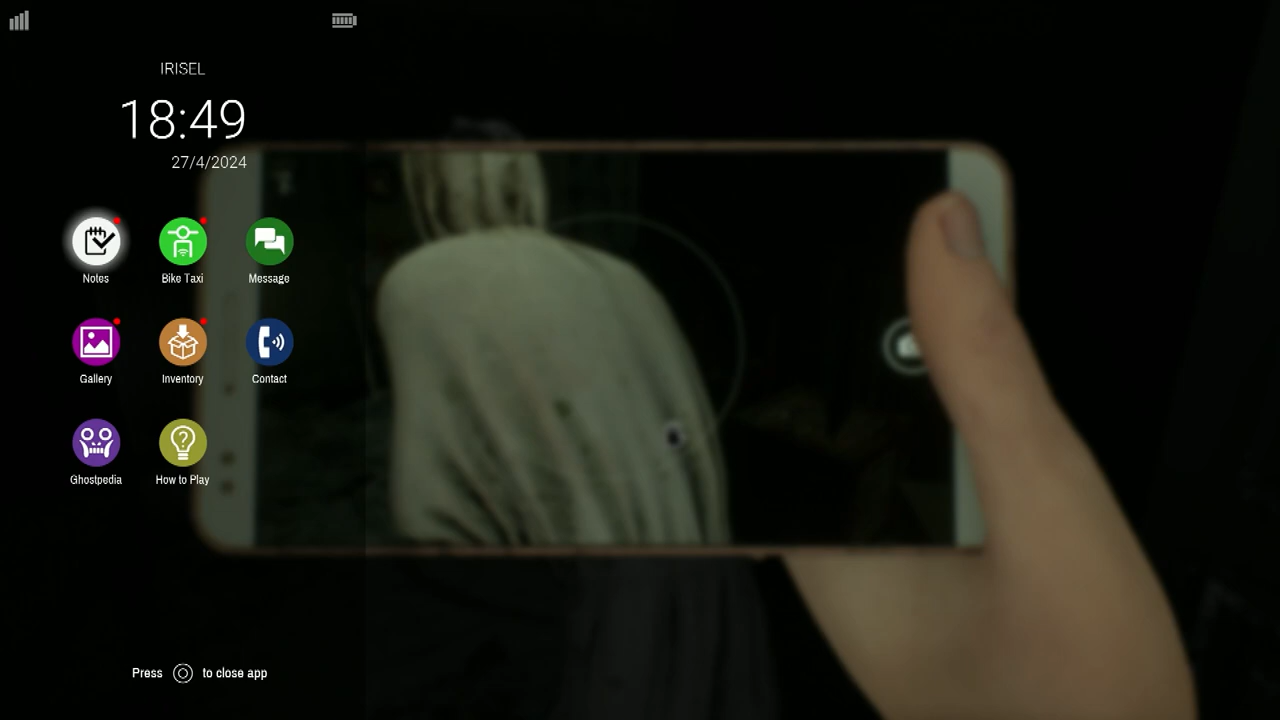 IRISEL
18:49
27/4/2024
Notes
Bike Taxi
Message
Gallery
Inventory
Contact
Ghostpedia
How to Play
Press to close app